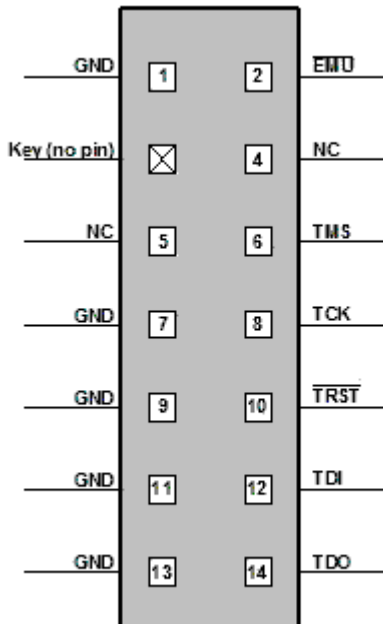 GND 1 2 EMU
Key (no pin) 4 NC
NC 5 6 TMS
GND 7 8 TCK
GND 9 10 TRST
GND 11 12 TDI
GND 13 14 TDO